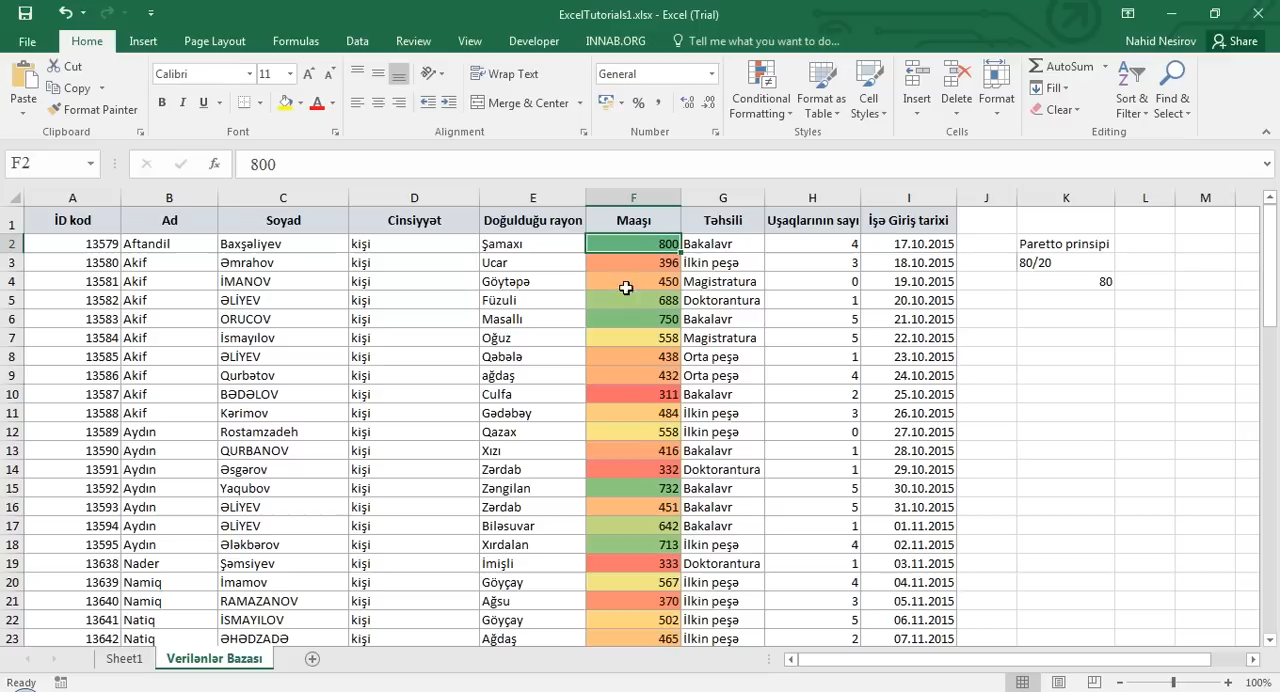 ExcelTutorials1.xlsx - Excel (Trial)
File Home Insert Page Layout Formulas Data Review View Developer INNAB.ORG Tell me what you want to do... Nahid Nesirov Share
Paste Cut Copy Format Painter Clipboard
Calibri 11 B I U Font
Wrap Text Merge & Center Alignment
General % , Number
Conditional Formatting Format as Table Cell Styles Styles
Insert Delete Format Cells
AutoSum Fill Clear Sort & Filter Find & Select Editing
F2 fx 800
A B C D E F G H I J K L M
1 İD kod Ad Soyad Cinsiyyət Doğulduğu rayon Maaşı Təhsili Uşaqlarının sayı İşə Giriş tarixi
2 13579 Aftandil Baxşəliyev kişi Şamaxı 800 Bakalavr 4 17.10.2015 Paretto prinsipi
3 13580 Akif Əmrahov kişi Ucar 396 İlkin peşə 3 18.10.2015 80/20
4 13581 Akif İMANOV kişi Göytəpə 450 Magistratura 0 19.10.2015 80
5 13582 Akif ƏLİYEV kişi Füzuli 688 Doktorantura 1 20.10.2015
6 13583 Akif ORUCOV kişi Masallı 750 Bakalavr 5 21.10.2015
7 13584 Akif İsmayılov kişi Oğuz 558 Magistratura 5 22.10.2015
8 13585 Akif ƏLİYEV kişi Qəbələ 438 Orta peşə 1 23.10.2015
9 13586 Akif Qurbətov kişi ağdaş 432 Orta peşə 4 24.10.2015
10 13587 Akif BƏDƏLOV kişi Culfa 311 Bakalavr 2 25.10.2015
11 13588 Akif Kərimov kişi Gədəbəy 484 İlkin peşə 3 26.10.2015
12 13589 Aydın Rostamzadeh kişi Qazax 558 İlkin peşə 0 27.10.2015
13 13590 Aydın QURBANOV kişi Xızı 416 Bakalavr 1 28.10.2015
14 13591 Aydın Əsgərov kişi Zərdab 332 Doktorantura 1 29.10.2015
15 13592 Aydın Yaqubov kişi Zəngilan 732 Bakalavr 5 30.10.2015
16 13593 Aydın ƏLİYEV kişi Zərdab 451 Bakalavr 5 31.10.2015
17 13594 Aydın ƏLİYEV kişi Biləsuvar 642 Bakalavr 1 01.11.2015
18 13595 Aydın Ələkbərov kişi Xırdalan 713 İlkin peşə 4 02.11.2015
19 13638 Nader Şəmsiyev kişi İmişli 333 Doktorantura 1 03.11.2015
20 13639 Namiq İmamov kişi Göyçay 567 İlkin peşə 4 04.11.2015
21 13640 Namiq RAMAZANOV kişi Ağsu 370 İlkin peşə 3 05.11.2015
22 13641 Natiq İSMAYILOV kişi Göyçay 502 İlkin peşə 5 06.11.2015
23 13642 Natiq ƏHƏDZADƏ kişi Ağdaş 465 İlkin peşə 2 07.11.2015
Sheet1 Verilənlər Bazası
Ready 100%